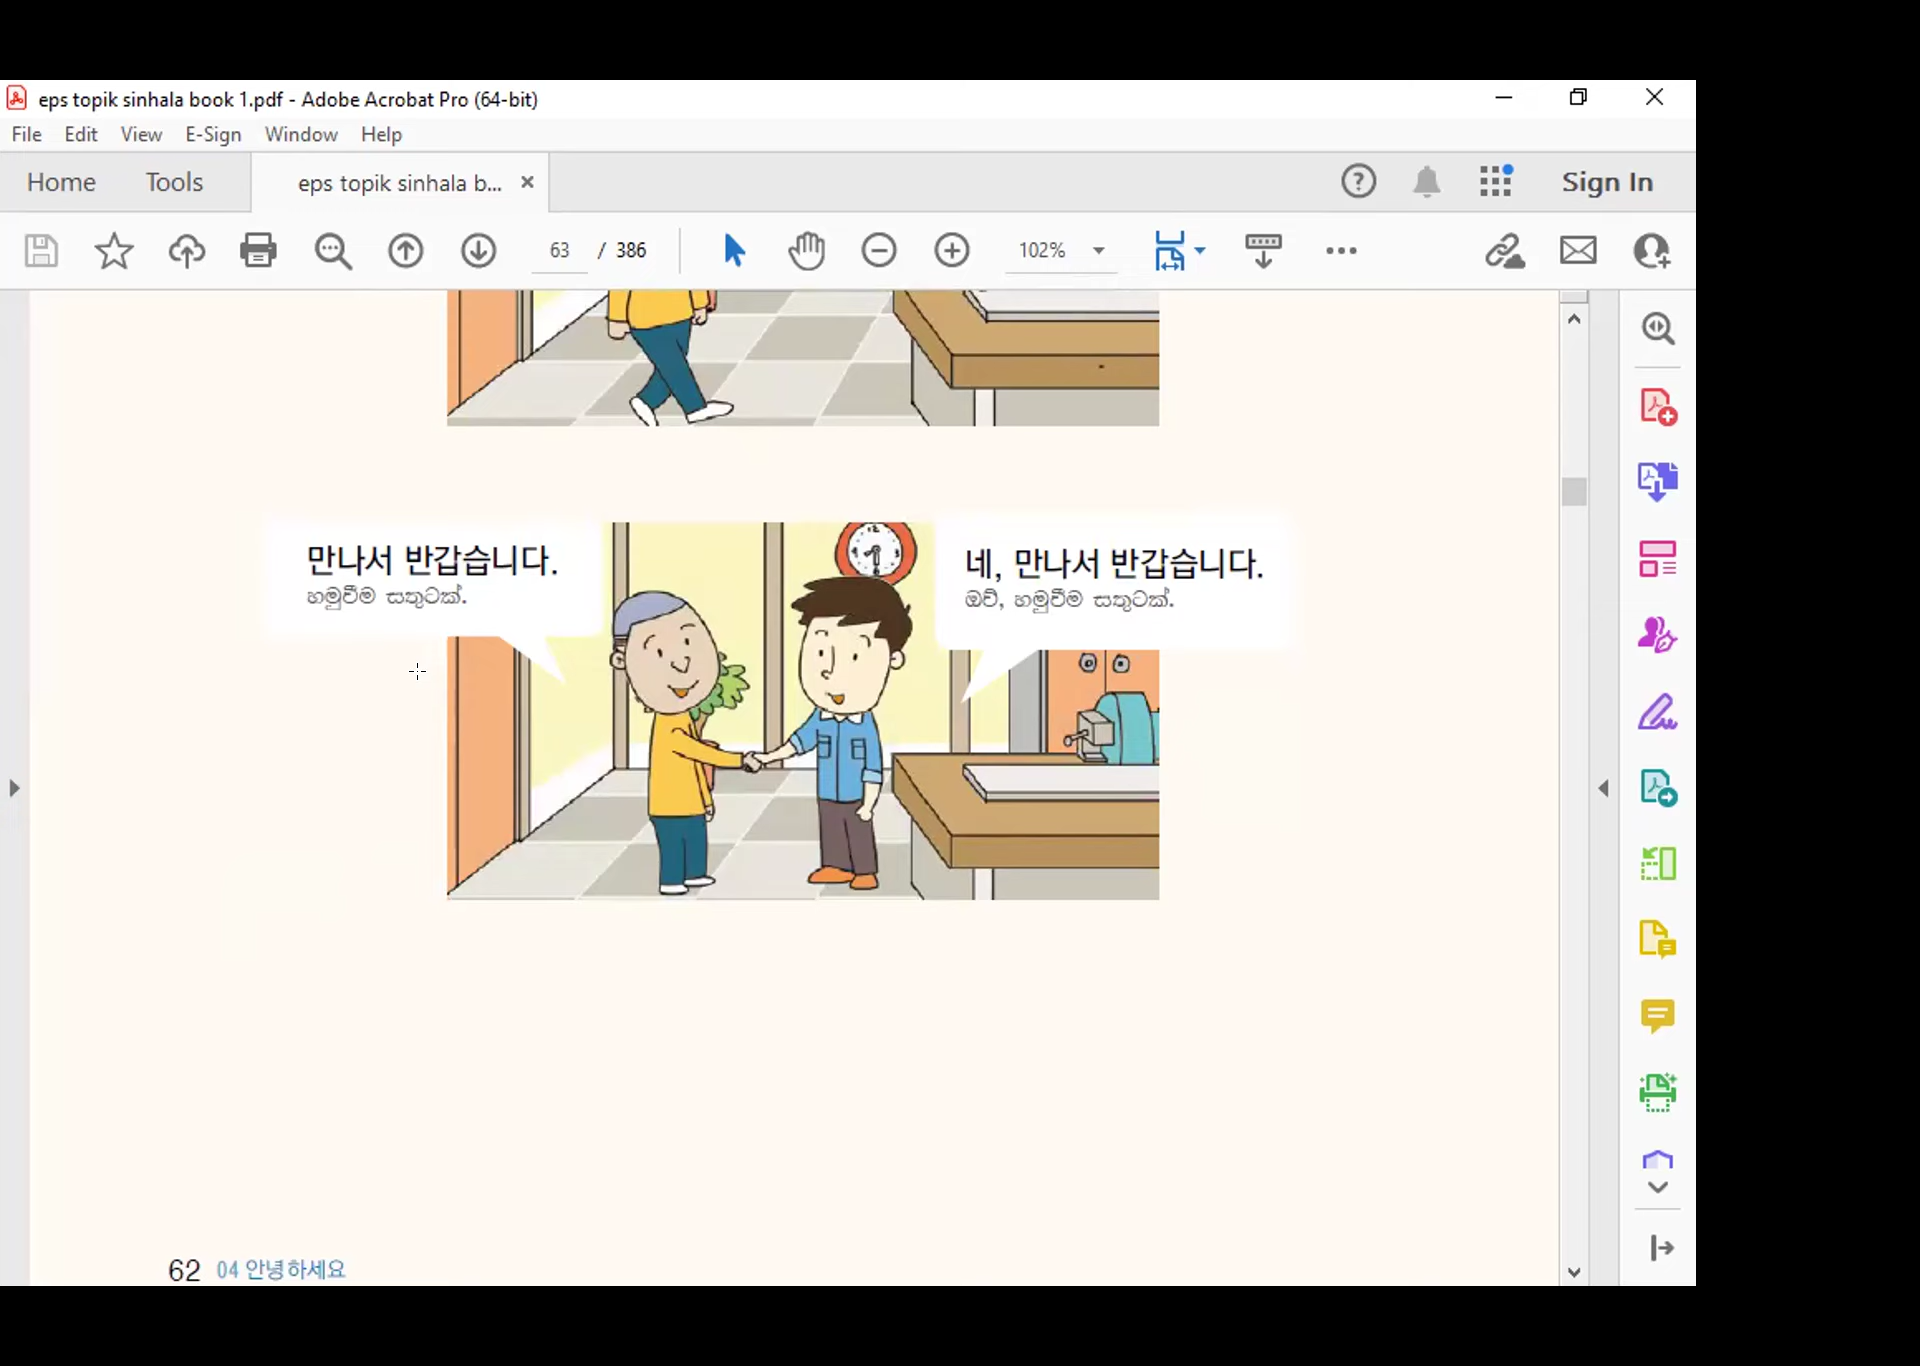 eps topik sinhala book 1.pdf - Adobe Acrobat Pro (64-bit)
File Edit View E-Sign Window Help
Home Tools eps topik sinhala b... Sign In
63 / 386 102%
만나서 반갑습니다.
හමුවීම සතුටක්.
네, 만나서 반갑습니다.
ඔව්, හමුවීම සතුටක්.
62 04 안녕하세요